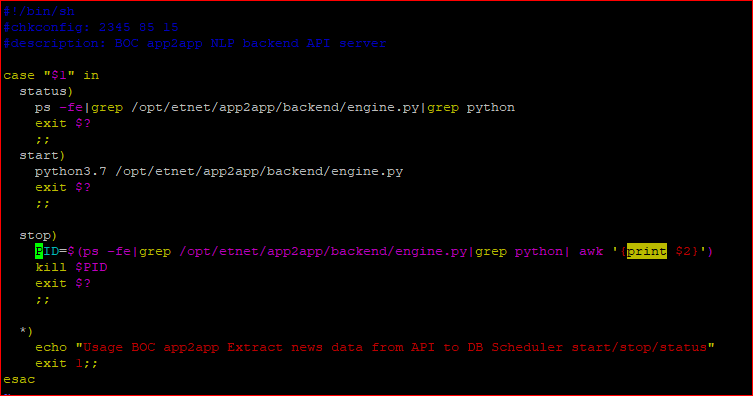 #!/bin/sh
#chkconfig: 2345 85 15
#description: BOC app2app NLP backend API server
case "$1" in
status)
ps -fe|grep /opt/etnet/app2app/backend/engine.py|grep python
exit $?
;;
start)
python3.7 /opt/etnet/app2app/backend/engine.py
exit $?
;;
stop)
PID=$(ps -fe|grep /opt/etnet/app2app/backend/engine.py|grep python| awk '{print $2}')
kill $PID
exit $?
;;
*)
echo "Usage BOC app2app Extract news data from API to DB Scheduler start/stop/status"
exit 1;;
esac